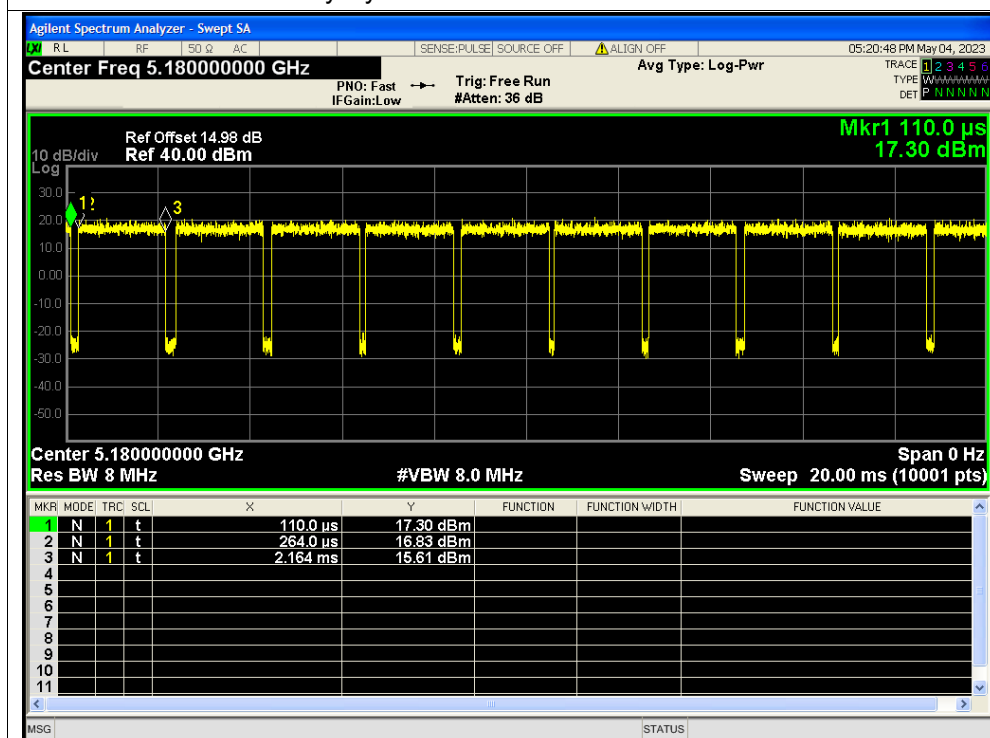 Agilent Spectrum Analyzer - Swept SA
LXI RL RF 50 Ω AC SENSE:PULSE SOURCE OFF ALIGN OFF 05:20:48 PM May 04, 2023
Center Freq 5.180000000 GHz
PNO: Fast
IFGain:Low
Trig: Free Run
#Atten: 36 dB
Avg Type: Log-Pwr
TRACE 1 2 3 4 5 6
TYPE
DET P N N N N N
Mkr1 110.0 µs
17.30 dBm
Ref Offset 14.98 dB
10 dB/div Ref 40.00 dBm
Log
30.0
20.0
10.0
0.00
-10.0
-20.0
-30.0
-40.0
-50.0
1
2
3
Center 5.180000000 GHz Span 0 Hz
Res BW 8 MHz #VBW 8.0 MHz Sweep 20.00 ms (10001 pts)
MKR MODE TRC SCL X Y FUNCTION FUNCTION WIDTH FUNCTION VALUE
1 N 1 t 110.0 µs 17.30 dBm
2 N 1 t 264.0 µs 16.83 dBm
3 N 1 t 2.164 ms 15.61 dBm
4
5
6
7
8
9
10
11
MSG STATUS